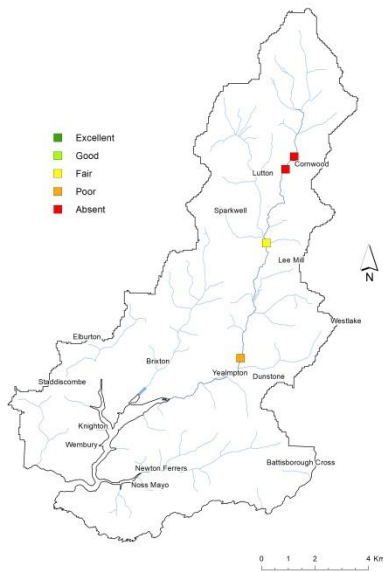 Excellent
Good
Fair
Poor
Absent
Cornwood
Lutton
Sparkwell
Lee Mill
N
Westlake
Elburton
Brixton
Yealmpton
Dunstone
Staddiscombe
Knighton
Wembury
Newton Ferrers
Battisborough Cross
Noss Mayo
0 1 2 4 Km